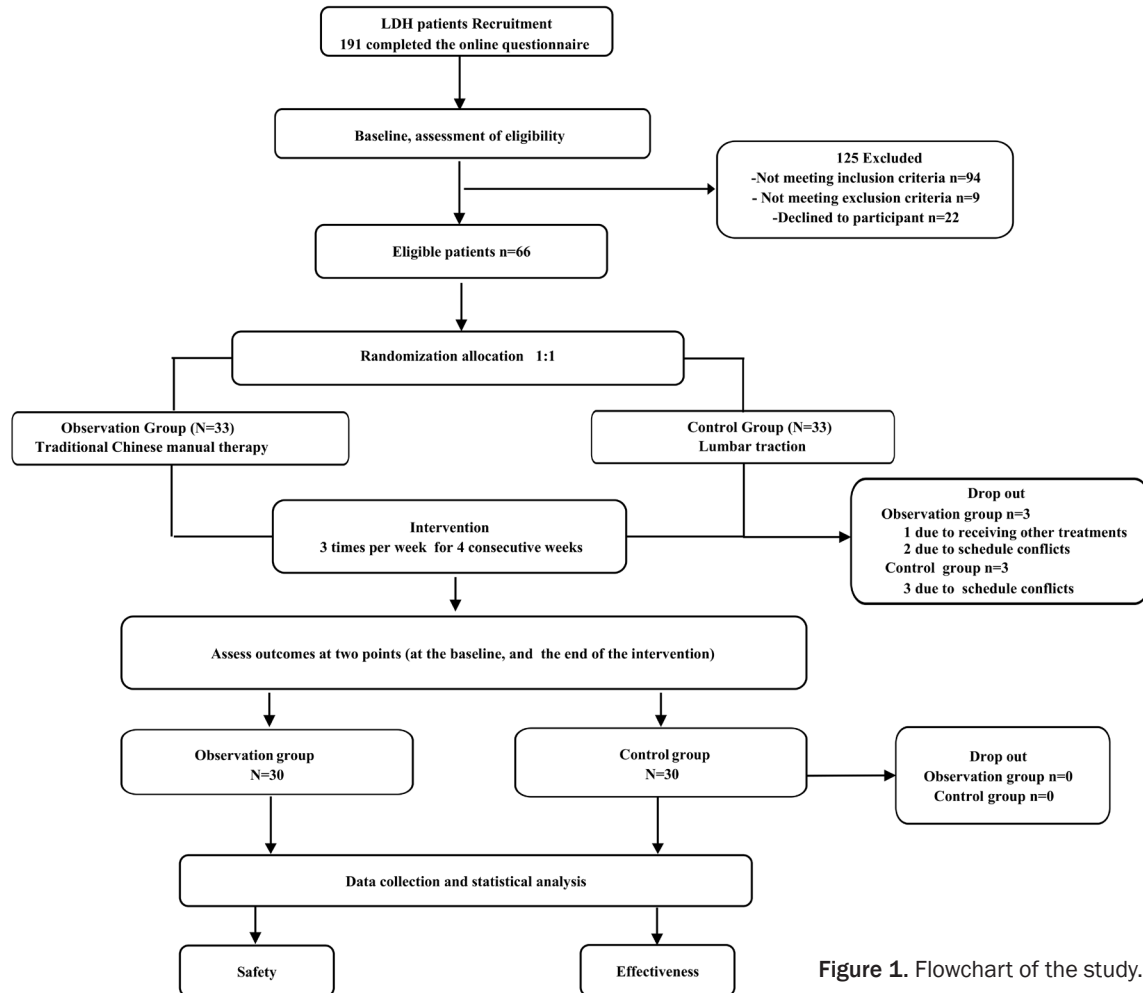 LDH patients Recruitment
191 completed the online questionnaire
Baseline, assessment of eligibility
125 Excluded
-Not meeting inclusion criteria n=94
- Not meeting exclusion criteria n=9
-Declined to participant n=22
Eligible patients n=66
Randomization allocation 1:1
Observation Group (N=33)
Traditional Chinese manual therapy
Control Group (N=33)
Lumbar traction
Intervention
3 times per week for 4 consecutive weeks
Drop out
Observation group n=3
1 due to receiving other treatments
2 due to schedule conflicts
Control group n=3
3 due to schedule conflicts
Assess outcomes at two points (at the baseline, and the end of the intervention)
Observation group
N=30
Control group
N=30
Drop out
Observation group n=0
Control group n=0
Data collection and statistical analysis
Safety
Effectiveness
Figure 1. Flowchart of the study.